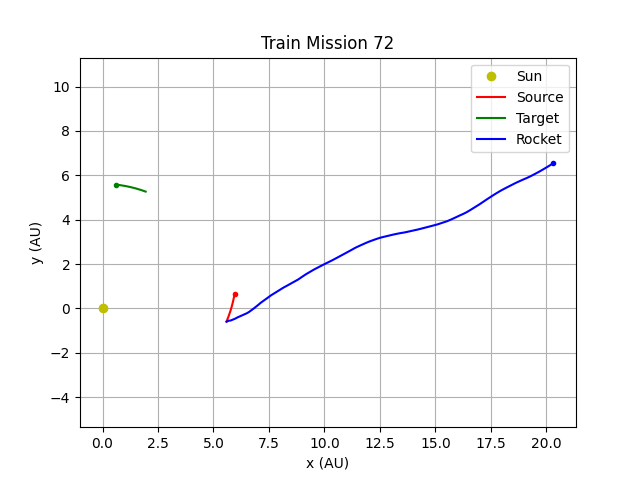 Train Mission 72
Sun
Source
Target
Rocket
10
8
6
4
2
0
−2
−4
y (AU)
0.0 2.5 5.0 7.5 10.0 12.5 15.0 17.5 20.0
x (AU)